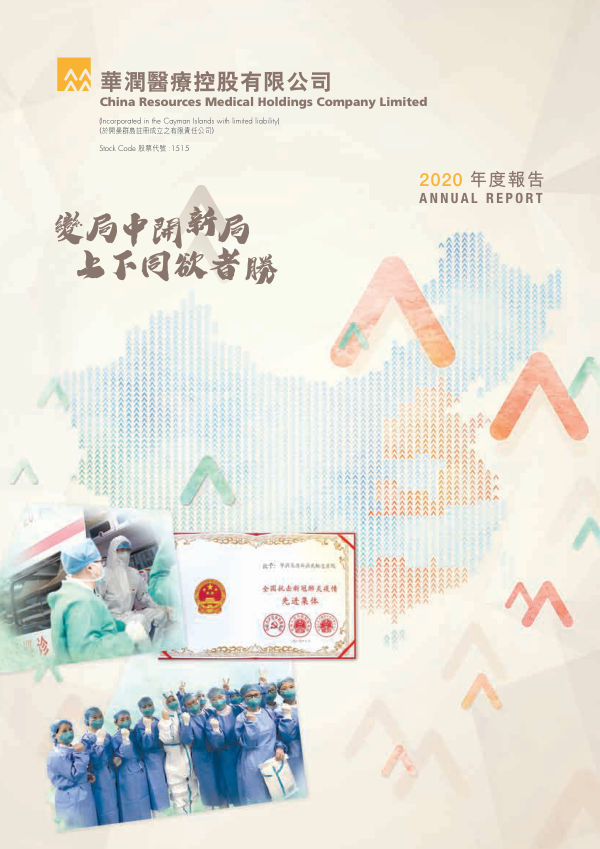 華潤醫療控股有限公司
China Resources Medical Holdings Company Limited
(Incorporated in the Cayman Islands with limited liability)
(於開曼群島註冊成立之有限責任公司)
Stock Code 股票代號 : 1515
2020 年度報告
ANNUAL REPORT
變局中開新局
上下同欲者勝
全国抗击新冠肺炎疫情
先进集体
诊